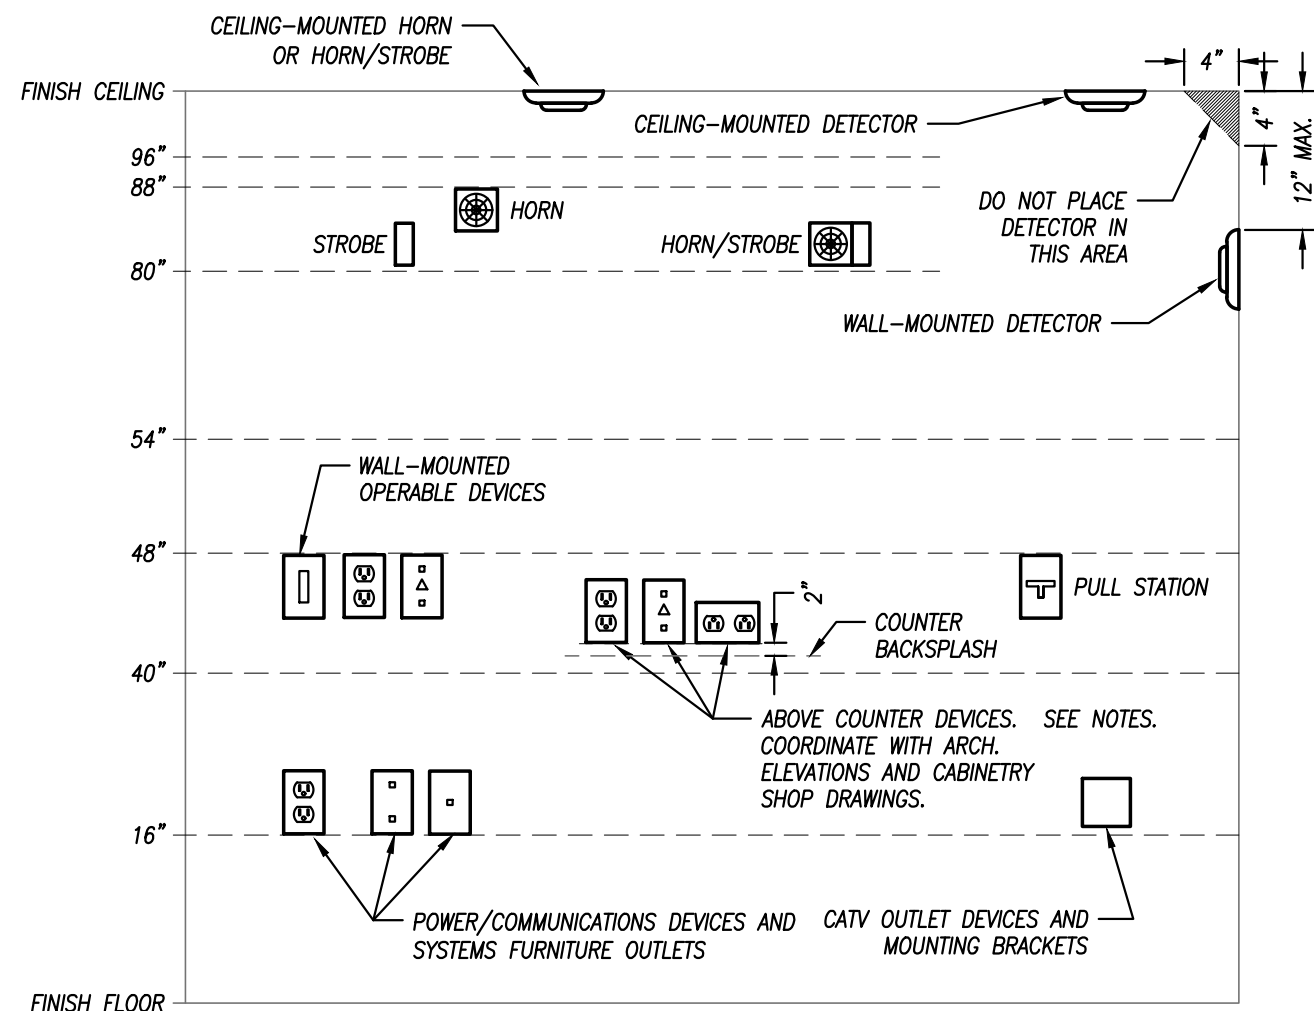 CEILING-MOUNTED HORN
OR HORN/STROBE
4”
FINISH CEILING
CEILING-MOUNTED DETECTOR
4”
12” MAX.
96”
88”
DO NOT PLACE
DETECTOR IN
THIS AREA
HORN
STROBE
HORN/STROBE
80”
WALL-MOUNTED DETECTOR
54”
WALL-MOUNTED
OPERABLE DEVICES
48”
2”
PULL STATION
COUNTER
BACKSPLASH
40”
ABOVE COUNTER DEVICES. SEE NOTES.
COORDINATE WITH ARCH.
ELEVATIONS AND CABINETRY
SHOP DRAWINGS.
16”
POWER/COMMUNICATIONS DEVICES AND
SYSTEMS FURNITURE OUTLETS
CATV OUTLET DEVICES AND
MOUNTING BRACKETS
FINISH FLOOR